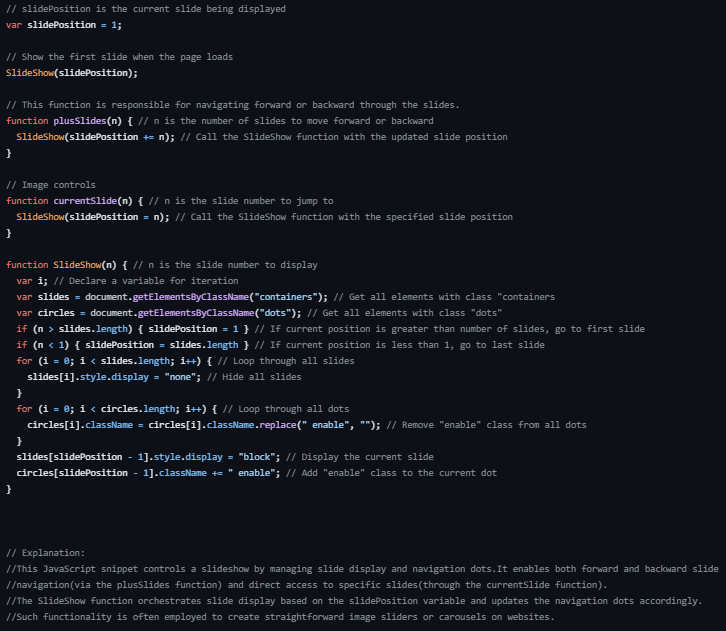 // slidePosition is the current slide being displayed
var slidePosition = 1;

// Show the first slide when the page loads
SlideShow(slidePosition);

// This function is responsible for navigating forward or backward through the slides.
function plusSlides(n) { // n is the number of slides to move forward or backward
  SlideShow(slidePosition += n); // Call the SlideShow function with the updated slide position
}

// Image controls
function currentSlide(n) { // n is the slide number to jump to
  SlideShow(slidePosition = n); // Call the SlideShow function with the specified slide position
}

function SlideShow(n) { // n is the slide number to display
  var i; // Declare a variable for iteration
  var slides = document.getElementsByClassName("containers"); // Get all elements with class "containers
  var circles = document.getElementsByClassName("dots"); // Get all elements with class "dots"
  if (n > slides.length) { slidePosition = 1 } // If current position is greater than number of slides, go to first slide
  if (n < 1) { slidePosition = slides.length } // If current position is less than 1, go to last slide
  for (i = 0; i < slides.length; i++) { // Loop through all slides
    slides[i].style.display = "none"; // Hide all slides
  }
  for (i = 0; i < circles.length; i++) { // Loop through all dots
    circles[i].className = circles[i].className.replace(" enable", ""); // Remove "enable" class from all dots
  }
  slides[slidePosition - 1].style.display = "block"; // Display the current slide
  circles[slidePosition - 1].className += " enable"; // Add "enable" class to the current dot
}

// Explanation:
//This JavaScript snippet controls a slideshow by managing slide display and navigation dots.It enables both forward and backward slide
//navigation(via the plusSlides function) and direct access to specific slides(through the currentSlide function).
//The SlideShow function orchestrates slide display based on the slidePosition variable and updates the navigation dots accordingly.
//Such functionality is often employed to create straightforward image sliders or carousels on websites.